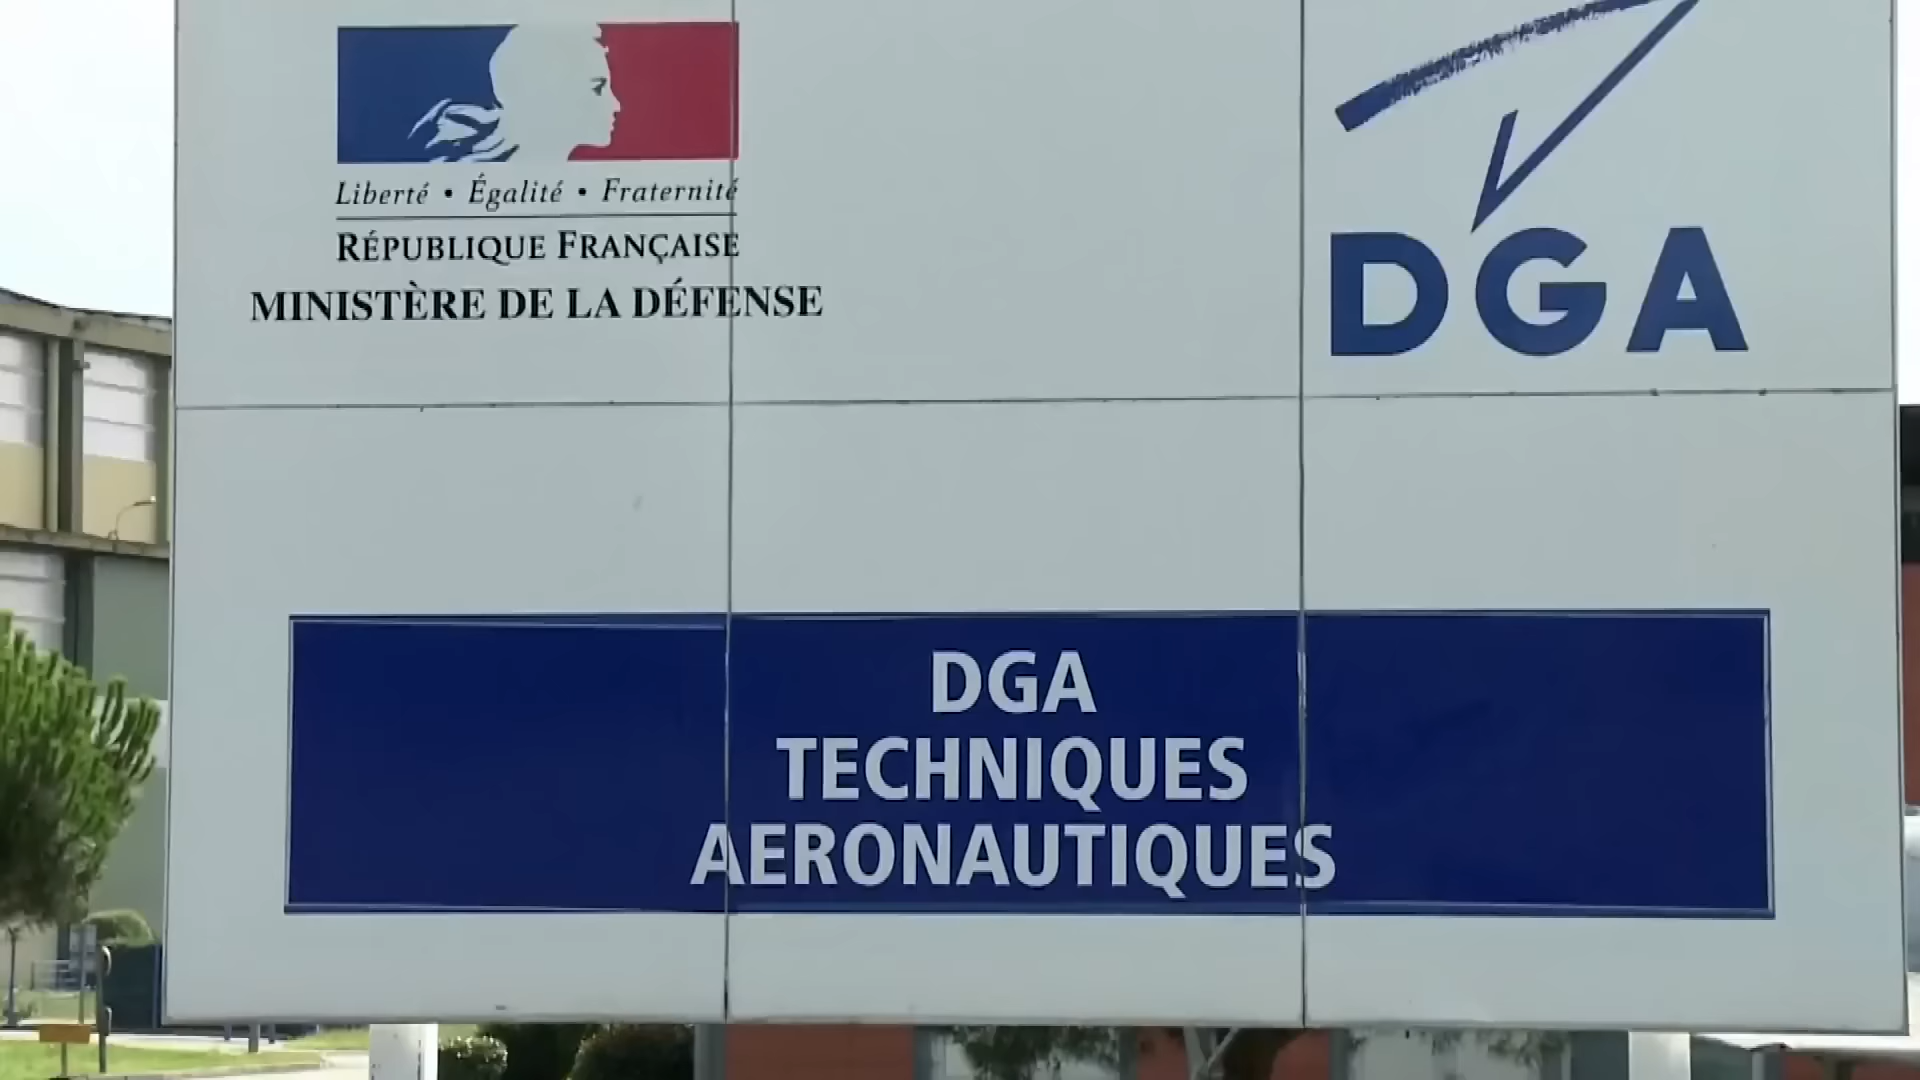 Liberté • Égalité • Fraternité
RÉPUBLIQUE FRANÇAISE
MINISTÈRE DE LA DÉFENSE
DGA
DGA
TECHNIQUES
AERONAUTIQUES